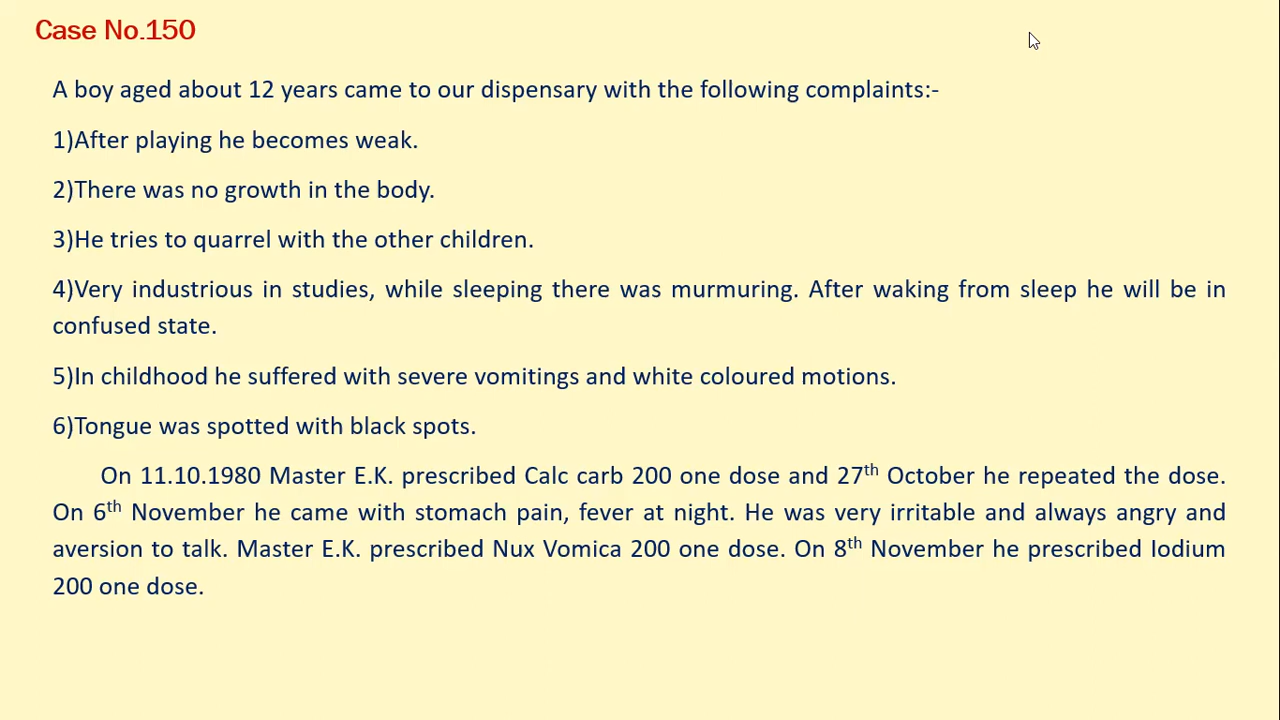 Case No.150
A boy aged about 12 years came to our dispensary with the following complaints:-
1)After playing he becomes weak.
2)There was no growth in the body.
3)He tries to quarrel with the other children.
4)Very industrious in studies, while sleeping there was murmuring. After waking from sleep he will be in
confused state.
5)In childhood he suffered with severe vomitings and white coloured motions.
6)Tongue was spotted with black spots.
On 11.10.1980 Master E.K. prescribed Calc carb 200 one dose and 27th October he repeated the dose.
On 6th November he came with stomach pain, fever at night. He was very irritable and always angry and
aversion to talk. Master E.K. prescribed Nux Vomica 200 one dose. On 8th November he prescribed Iodium
200 one dose.